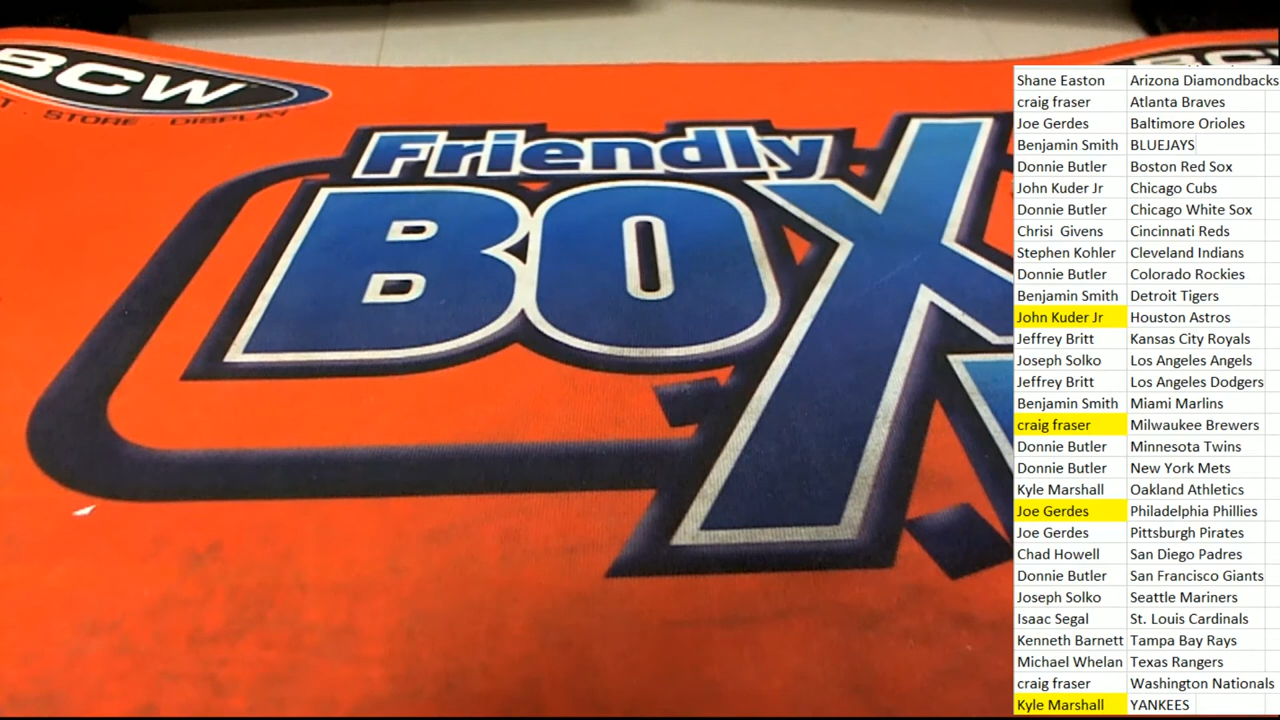 BCW
BCW
T · STORE · DISPLAY
Friendly
BOX
Shane Easton Arizona Diamondbacks
craig fraser Atlanta Braves
Joe Gerdes Baltimore Orioles
Benjamin Smith BLUEJAYS
Donnie Butler Boston Red Sox
John Kuder Jr Chicago Cubs
Donnie Butler Chicago White Sox
Chrisi Givens Cincinnati Reds
Stephen Kohler Cleveland Indians
Donnie Butler Colorado Rockies
Benjamin Smith Detroit Tigers
John Kuder Jr Houston Astros
Jeffrey Britt Kansas City Royals
Joseph Solko Los Angeles Angels
Jeffrey Britt Los Angeles Dodgers
Benjamin Smith Miami Marlins
craig fraser Milwaukee Brewers
Donnie Butler Minnesota Twins
Donnie Butler New York Mets
Kyle Marshall Oakland Athletics
Joe Gerdes Philadelphia Phillies
Joe Gerdes Pittsburgh Pirates
Chad Howell San Diego Padres
Donnie Butler San Francisco Giants
Joseph Solko Seattle Mariners
Isaac Segal St. Louis Cardinals
Kenneth Barnett Tampa Bay Rays
Michael Whelan Texas Rangers
craig fraser Washington Nationals
Kyle Marshall YANKEES